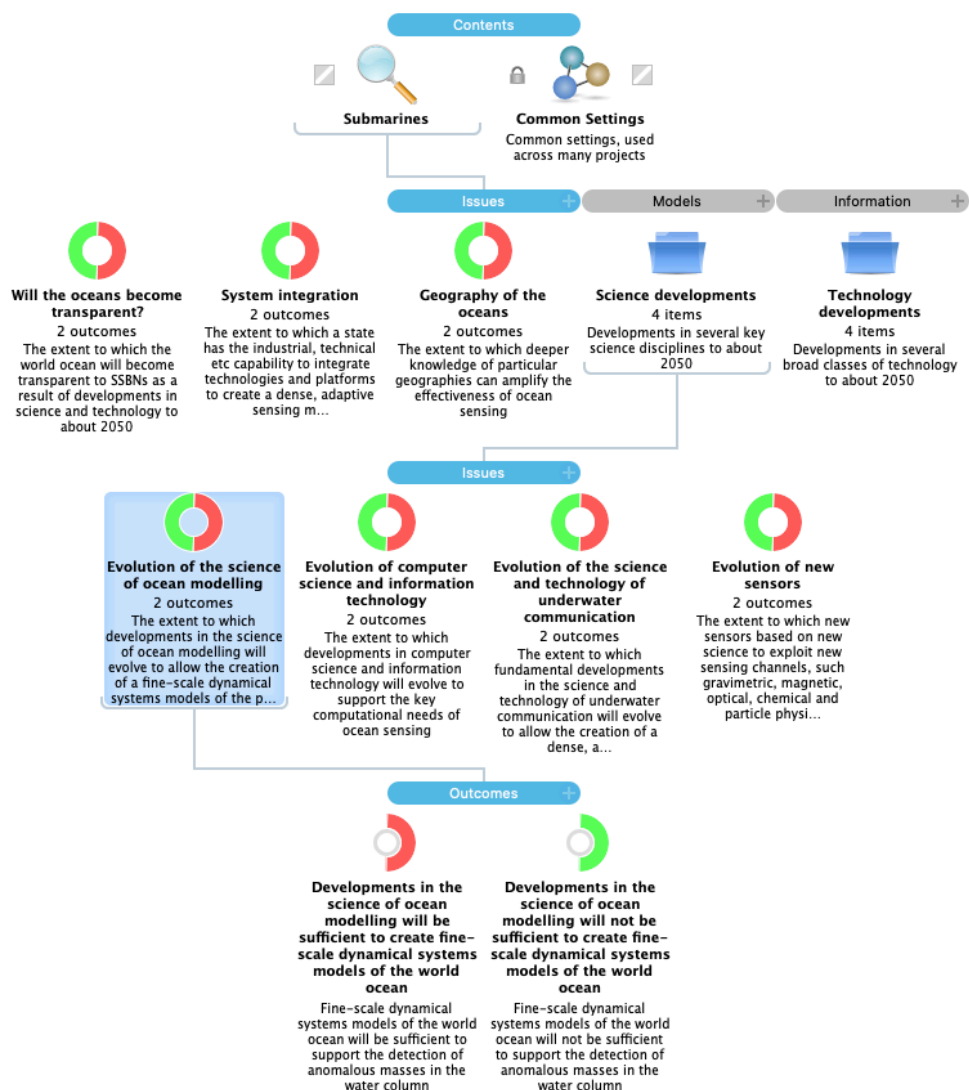 Contents
Submarines
Common Settings
Common settings, used
across many projects
Issues
Models
Information
Will the oceans become
transparent?
2 outcomes
The extent to which the
world ocean will become
transparent to SSBNs as a
result of developments in
science and technology to
about 2050
System integration
2 outcomes
The extent to which a state
has the industrial, technical
etc capability to integrate
technologies and platforms
to create a dense, adaptive
sensing m...
Geography of the
oceans
2 outcomes
The extent to which deeper
knowledge of particular
geographies can amplify the
effectiveness of ocean
sensing
Science developments
4 items
Developments in several key
science disciplines to about
2050
Technology
developments
4 items
Developments in several
broad classes of technology
to about 2050
Issues
Evolution of the science
of ocean modelling
2 outcomes
The extent to which
developments in the science
of ocean modelling will
evolve to allow the creation
of a fine-scale dynamical
systems models of the p...
Evolution of computer
science and information
technology
2 outcomes
The extent to which
developments in computer
science and information
technology will evolve to
support the key
computational needs of
ocean sensing
Evolution of the science
and technology of
underwater
communication
2 outcomes
The extent to which
fundamental developments
in the science and
technology of underwater
communication will evolve
to allow the creation of a
dense, a...
Evolution of new
sensors
2 outcomes
The extent to which new
sensors based on new
science to exploit new
sensing channels, such
gravimetric, magnetic,
optical, chemical and
particle physi...
Outcomes
Developments in the
science of ocean
modelling will be
sufficient to create fine-
scale dynamical systems
models of the world
ocean
Fine-scale dynamical
systems models of the world
ocean will be sufficient to
support the detection of
anomalous masses in the
water column
Developments in the
science of ocean
modelling will not be
sufficient to create fine-
scale dynamical systems
models of the world
ocean
Fine-scale dynamical
systems models of the world
ocean will not be sufficient
to support the detection of
anomalous masses in the
water column